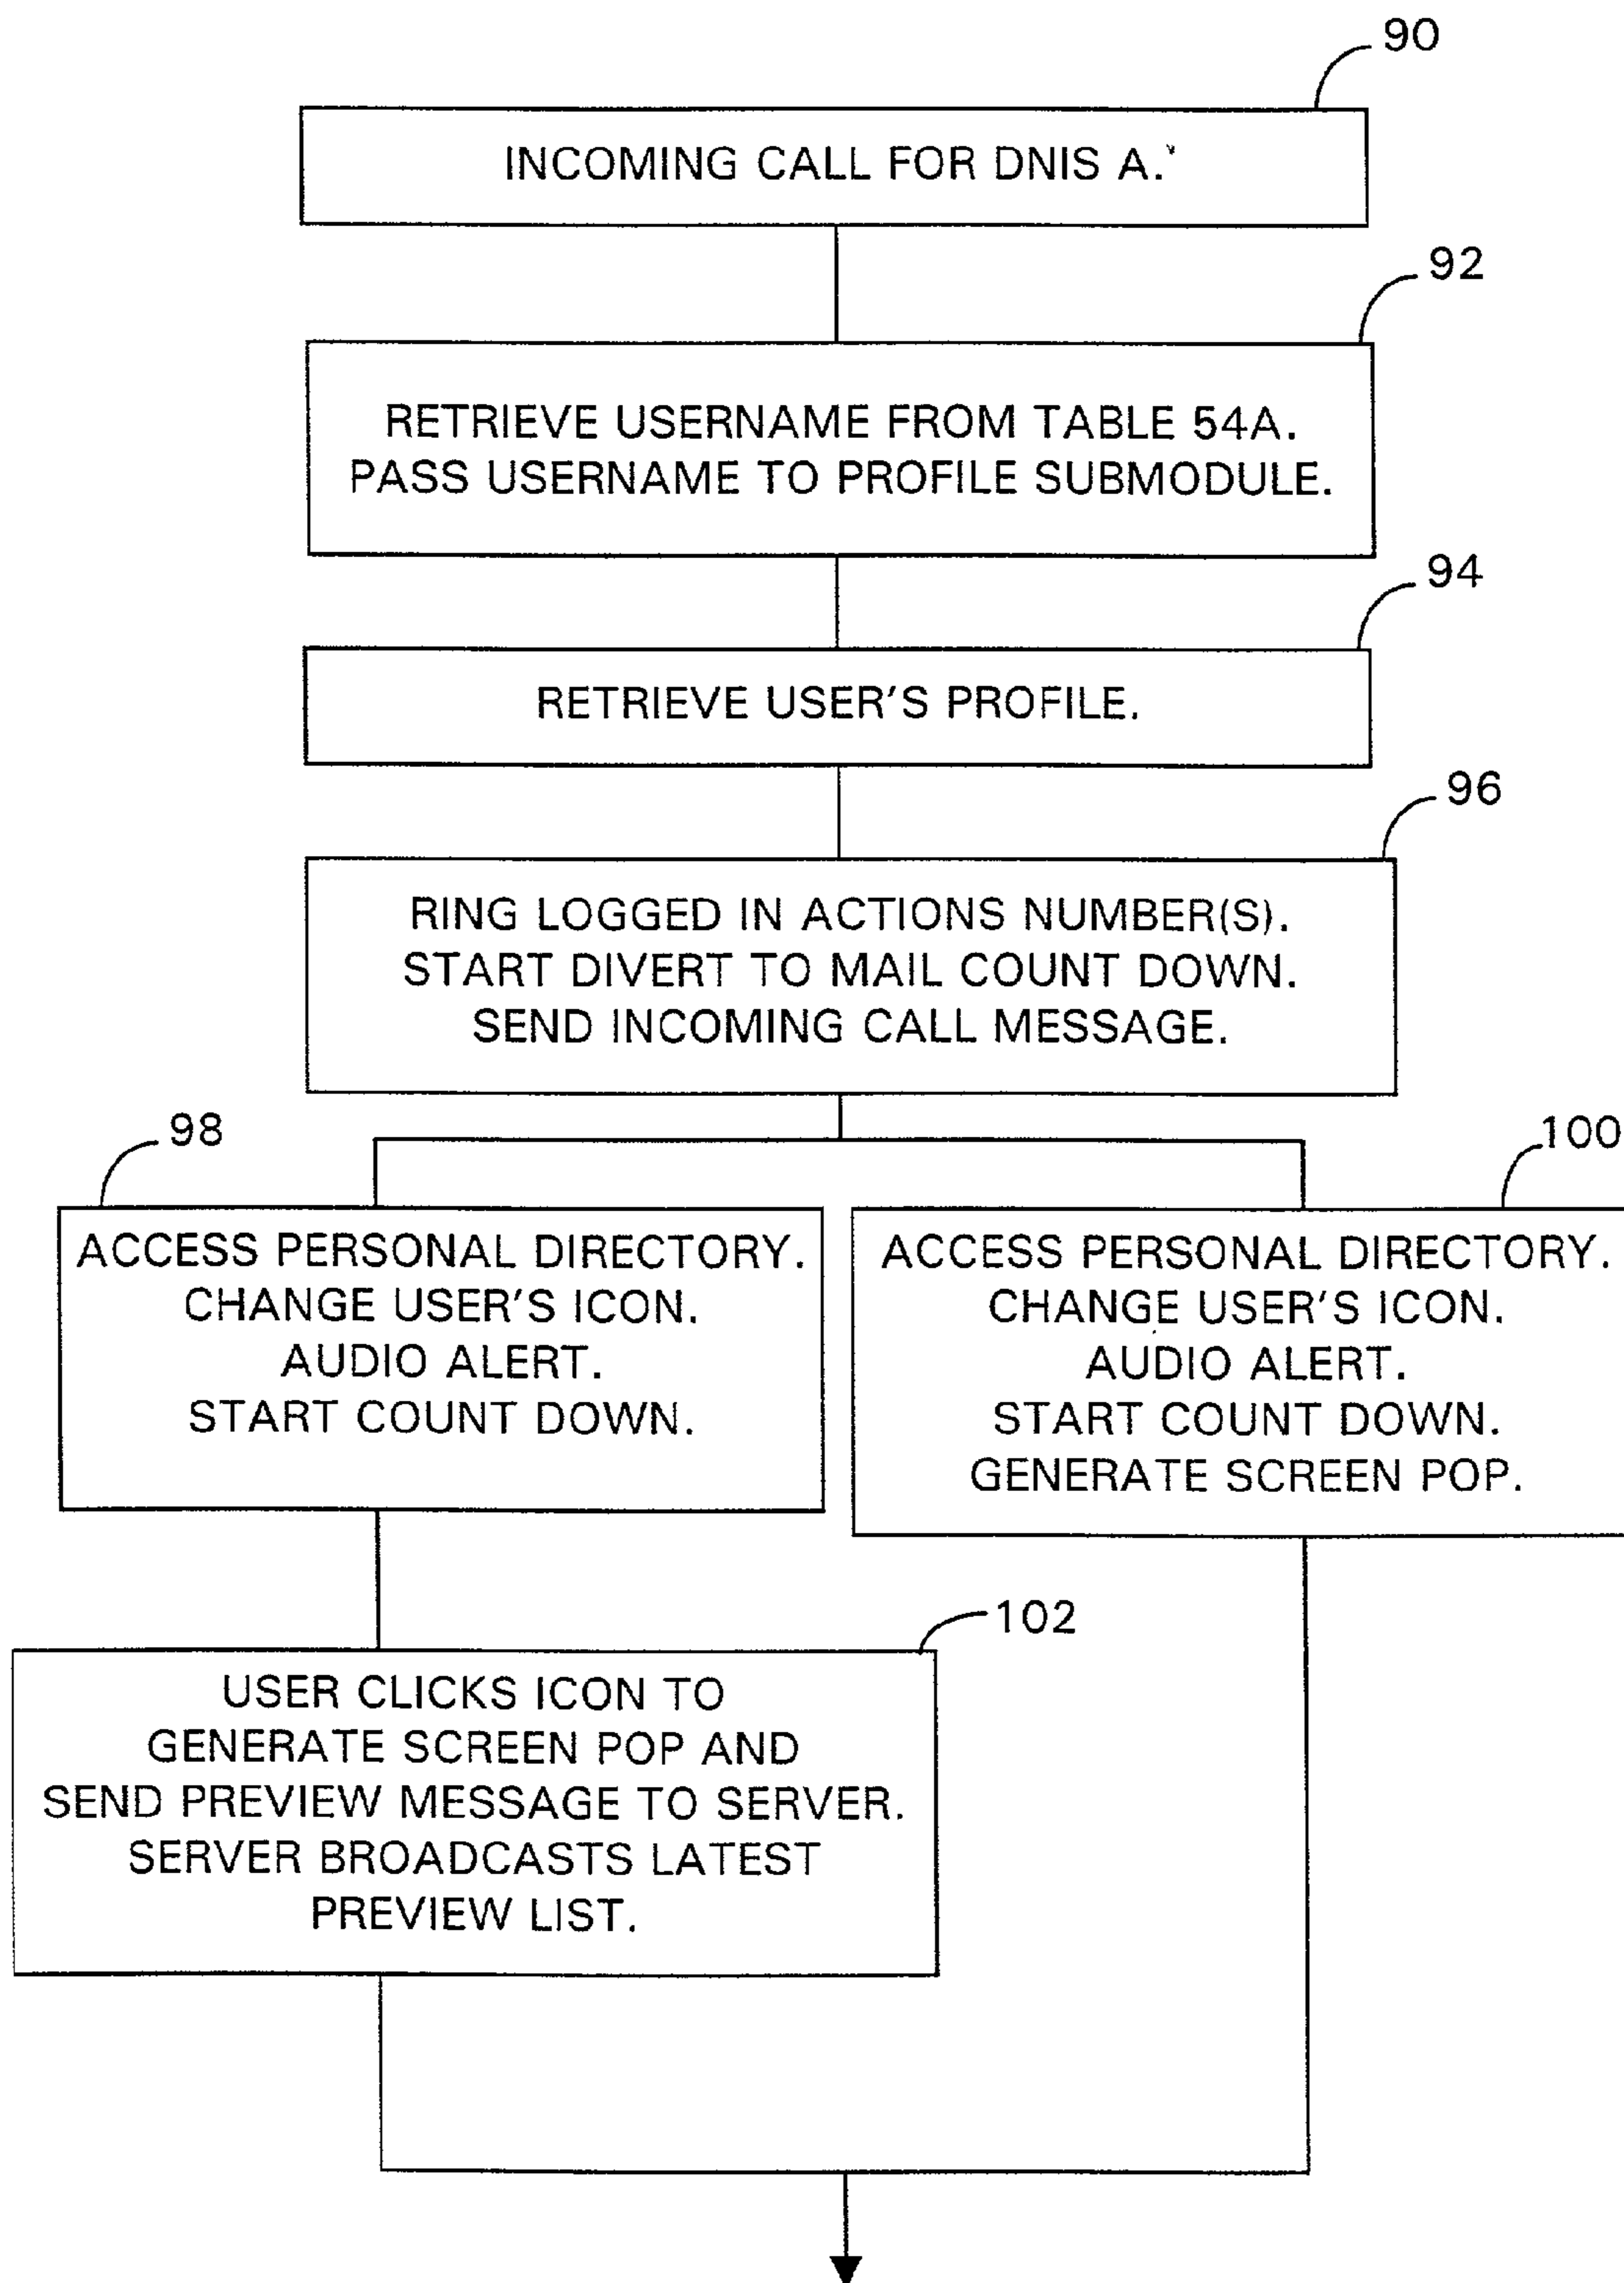 90
INCOMING CALL FOR DNIS A.
92
RETRIEVE USERNAME FROM TABLE 54A.
PASS USERNAME TO PROFILE SUBMODULE.
94
RETRIEVE USER'S PROFILE.
96
RING LOGGED IN ACTIONS NUMBER(S).
START DIVERT TO MAIL COUNT DOWN.
SEND INCOMING CALL MESSAGE.
98
ACCESS PERSONAL DIRECTORY.
CHANGE USER'S ICON.
AUDIO ALERT.
START COUNT DOWN.
100
ACCESS PERSONAL DIRECTORY.
CHANGE USER'S ICON.
AUDIO ALERT.
START COUNT DOWN.
GENERATE SCREEN POP.
102
USER CLICKS ICON TO
GENERATE SCREEN POP AND
SEND PREVIEW MESSAGE TO SERVER.
SERVER BROADCASTS LATEST
PREVIEW LIST.